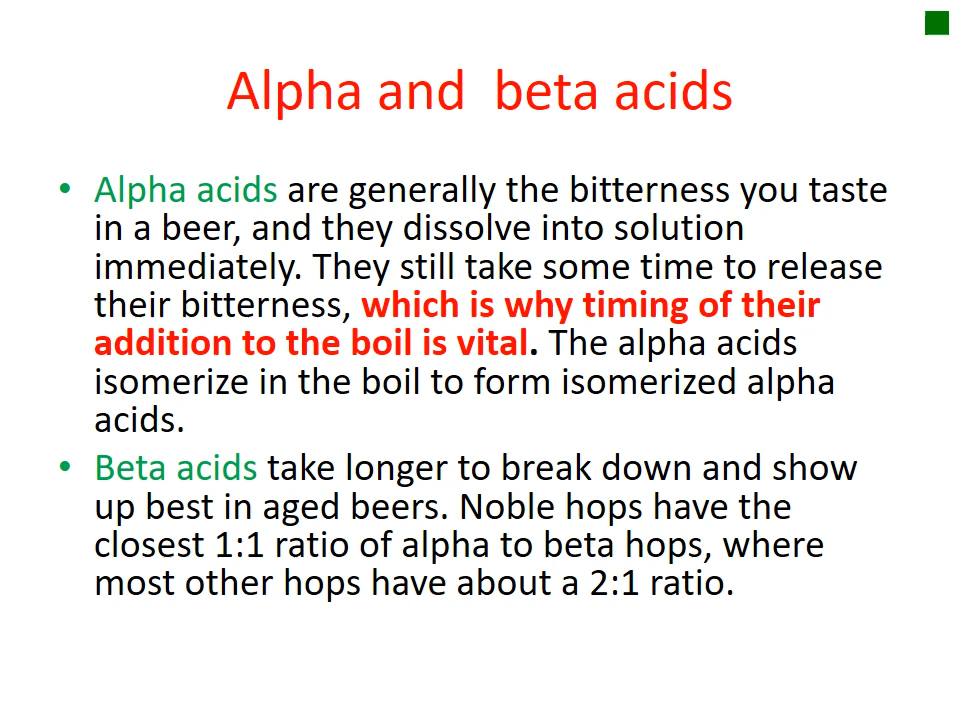 Alpha and  beta acids
• Alpha acids are generally the bitterness you taste
in a beer, and they dissolve into solution
immediately. They still take some time to release
their bitterness, which is why timing of their
addition to the boil is vital. The alpha acids
isomerize in the boil to form isomerized alpha
acids.
• Beta acids take longer to break down and show
up best in aged beers. Noble hops have the
closest 1:1 ratio of alpha to beta hops, where
most other hops have about a 2:1 ratio.